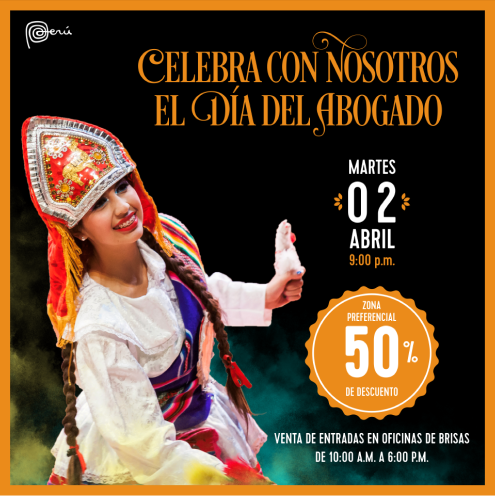 Perú
CELEBRA CON NOSOTROS
EL DÍA DEL ABOGADO
MARTES
02
ABRIL
9:00 p.m.
ZONA
PREFERENCIAL
50%
DE DESCUENTO
VENTA DE ENTRADAS EN OFICINAS DE BRISAS
DE 10:00 A.M. A 6:00 P.M.